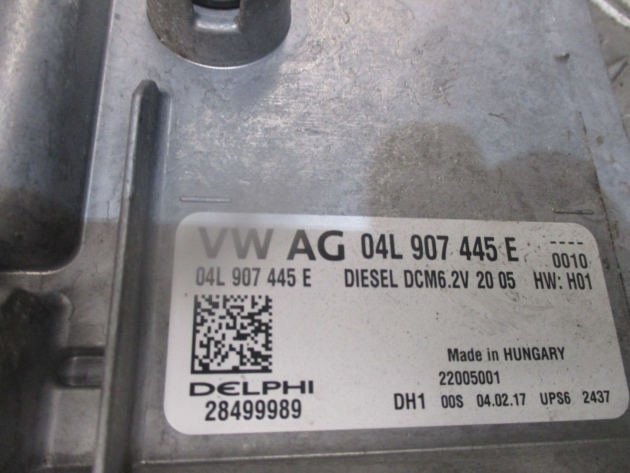 VW AG 04L 907 445 E ----
0010
04L 907 445 E DIESEL DCM6.2V 20 05 HW: H01
Made in HUNGARY
22005001
DELPHI
28499989
DH1 00S 04.02.17 UPS6 2437